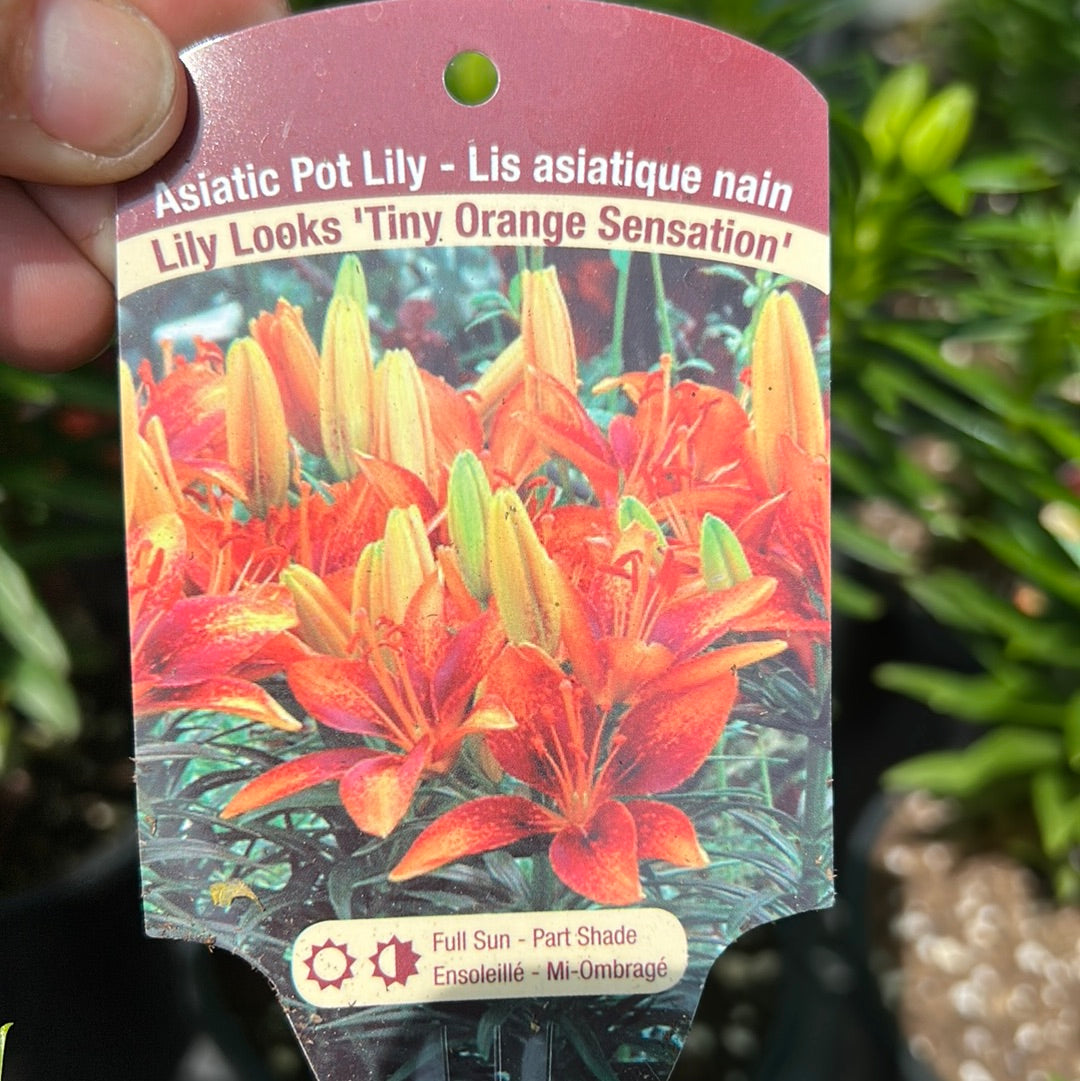 Asiatic Pot Lily - Lis asiatique nain
Lily Looks 'Tiny Orange Sensation'
Full Sun - Part Shade
Ensoleillé - Mi-Ombragé